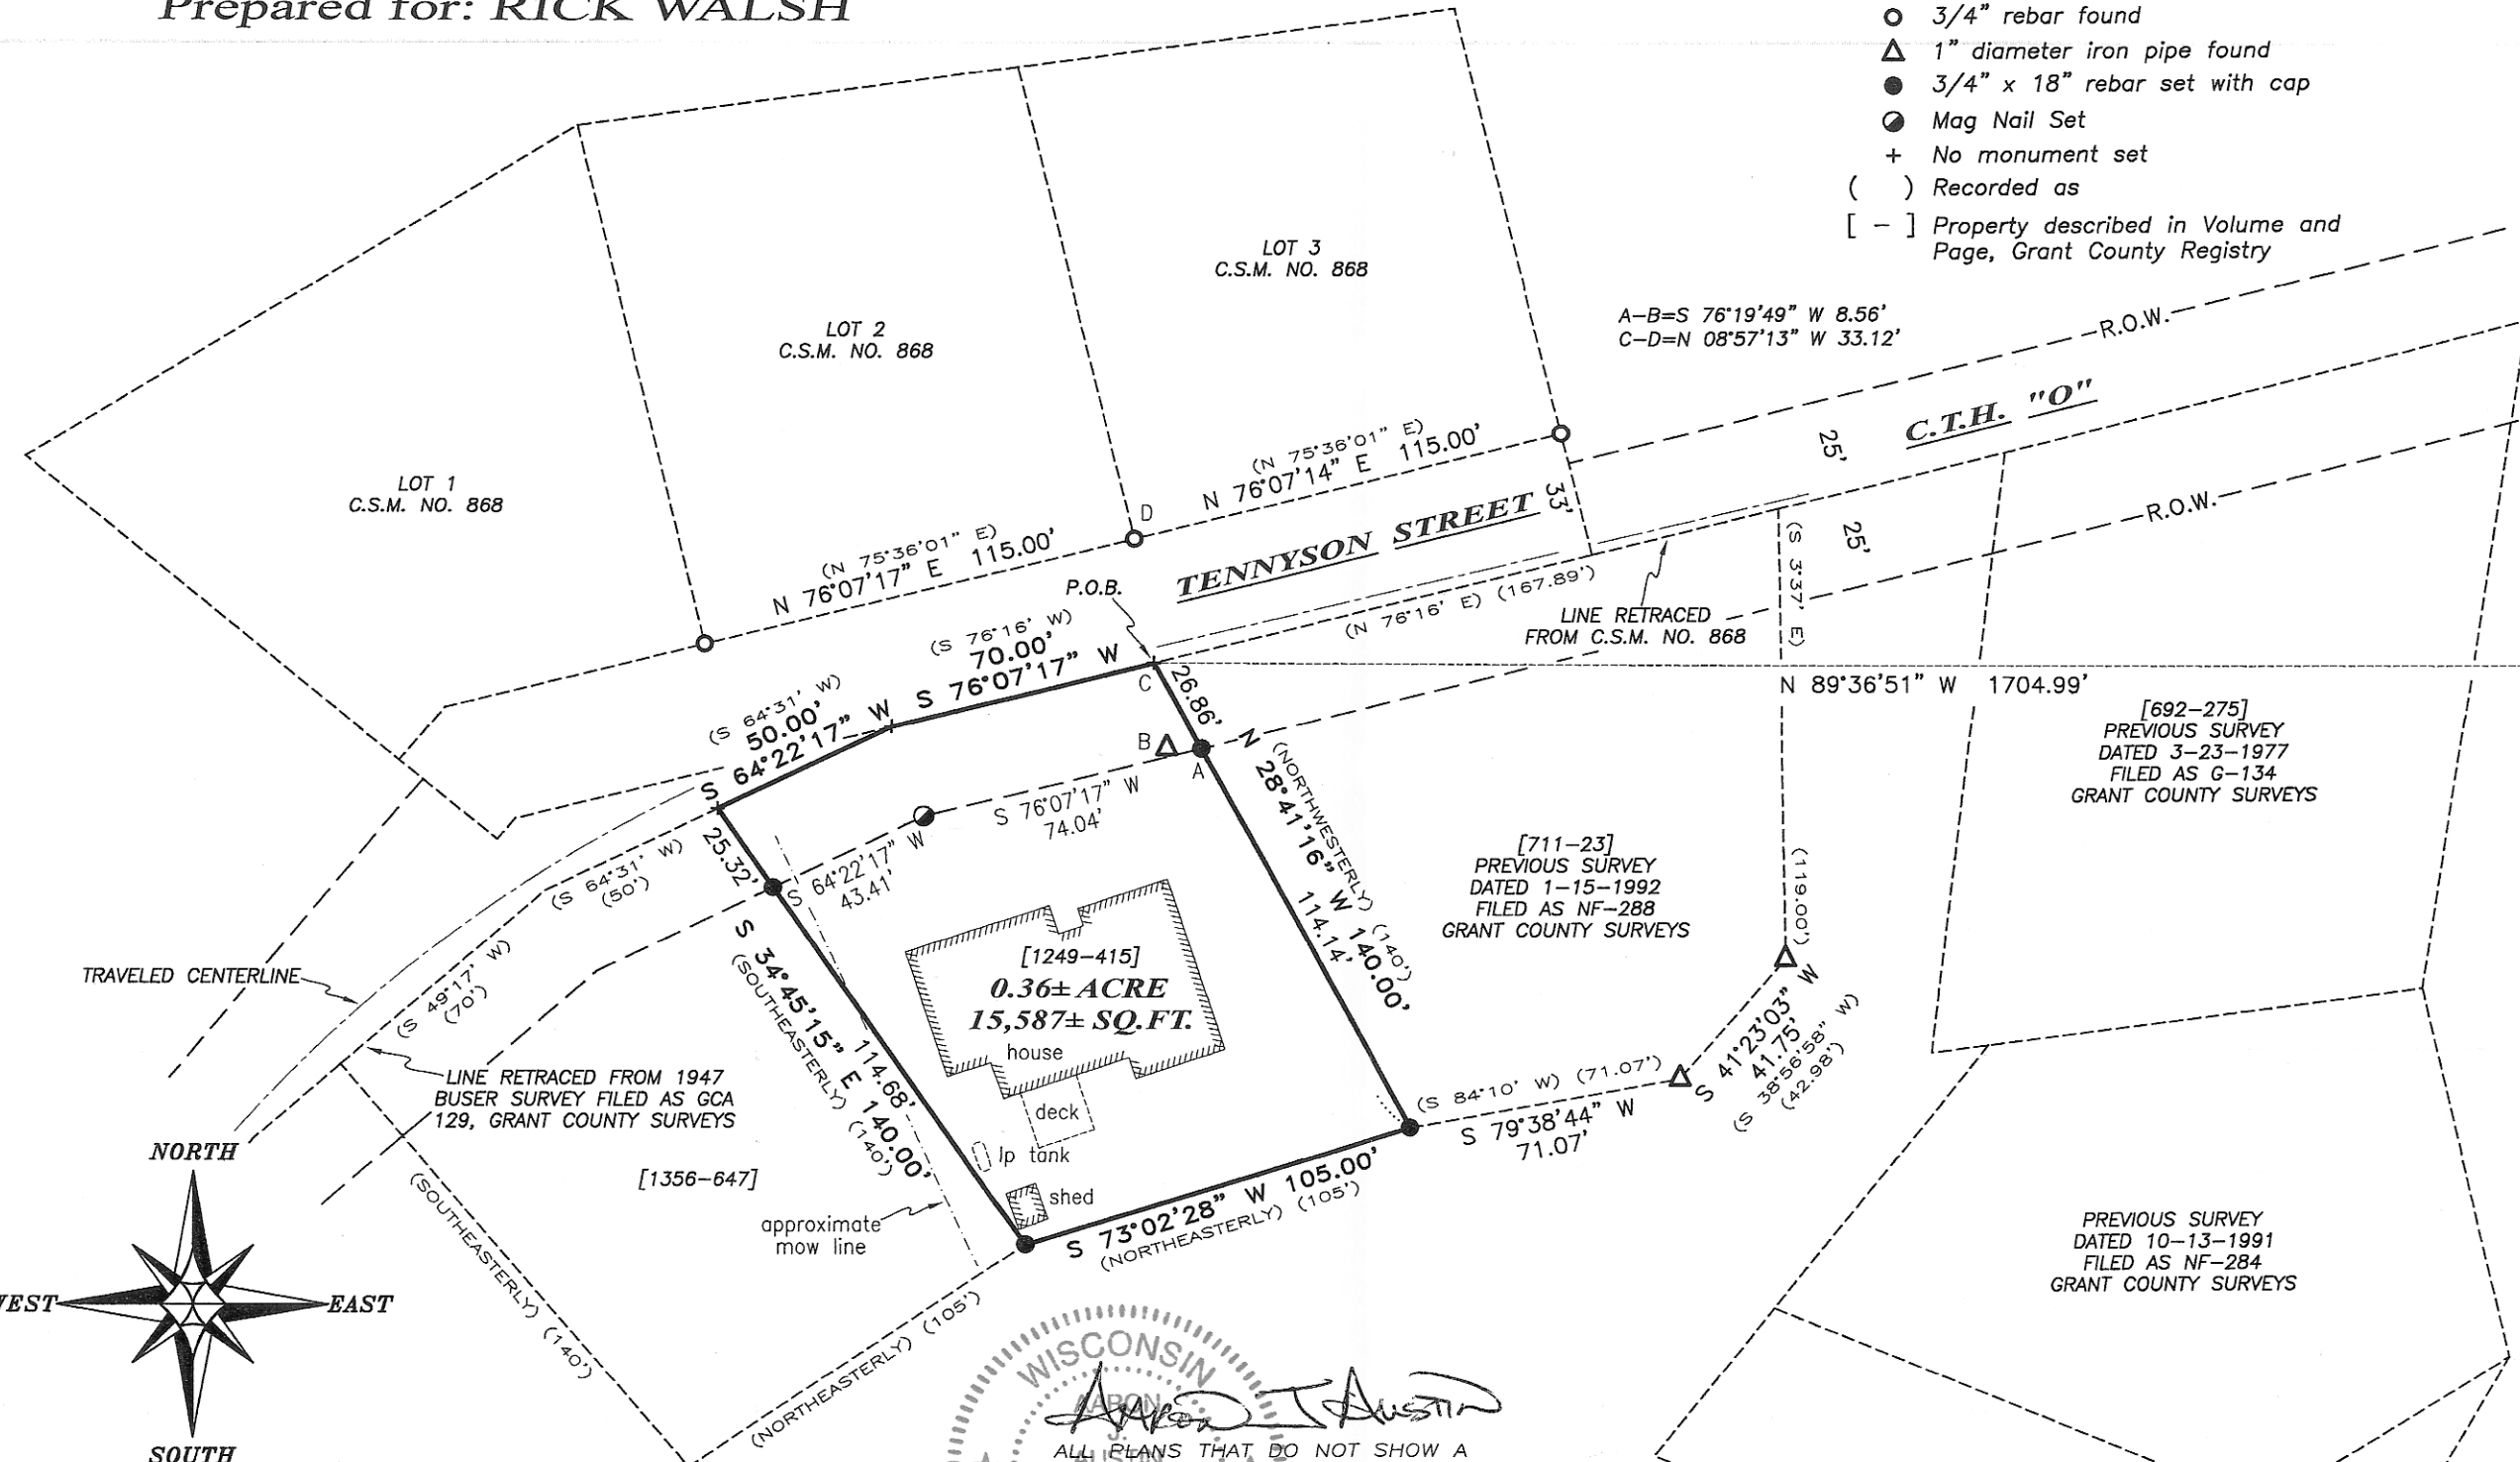 Prepared for: RICK WALSH
3/4" rebar found
1" diameter iron pipe found
3/4" x 18" rebar set with cap
Mag Nail Set
+ No monument set
( ) Recorded as
[ - ] Property described in Volume and
Page, Grant County Registry
A-B=S 76°19'49" W 8.56'
C-D=N 08°57'13" W 33.12'
LOT 3
C.S.M. NO. 868
LOT 2
C.S.M. NO. 868
LOT 1
C.S.M. NO. 868
R.O.W.
C.T.H. "O"
25'
25'
R.O.W.
(N 75°36'01" E)
N 76°07'14" E 115.00'
33'
D
(N 75°36'01" E)
N 76°07'17" E 115.00'
TENNYSON STREET
P.O.B.
(N 76°16' E) (167.89')
LINE RETRACED
FROM C.S.M. NO. 868
(S 3°37' E)
(119.00')
N 89°36'51" W 1704.99'
(S 76°16' W)
70.00'
S 76°07'17" W
C
26.86'
(S 64°31' W)
50.00'
S 64°22'17" W
B
A
S 76°07'17" W
74.04'
S 64°22'17" W
43.41'
25.32'
(NORTHWESTERLY) (140')
N 28°41'16" W 140.00'
114.14'
[692-275]
PREVIOUS SURVEY
DATED 3-23-1977
FILED AS G-134
GRANT COUNTY SURVEYS
[711-23]
PREVIOUS SURVEY
DATED 1-15-1992
FILED AS NF-288
GRANT COUNTY SURVEYS
(S 64°31' W)
(50')
(S 49°17' W)
(70')
TRAVELED CENTERLINE
[1249-415]
0.36± ACRE
15,587± SQ.FT.
house
deck
lp tank
shed
114.68'
S 34°45'15" E 140.00'
(SOUTHEASTERLY) (140')
LINE RETRACED FROM 1947
BUSER SURVEY FILED AS GCA
129, GRANT COUNTY SURVEYS
[1356-647]
approximate
mow line
S 41°23'03" W
41.75'
(S 38°56'58" W)
(42.98')
(S 84°10' W) (71.07')
S 79°38'44" W
71.07'
S 73°02'28" W 105.00'
(NORTHEASTERLY) (105')
(SOUTHEASTERLY) (140')
(NORTHEASTERLY) (105')
PREVIOUS SURVEY
DATED 10-13-1991
FILED AS NF-284
GRANT COUNTY SURVEYS
NORTH
WEST
EAST
SOUTH
WISCONSIN
AARON
J.
AUSTIN
Aaron J Austin
ALL PLANS THAT DO NOT SHOW A